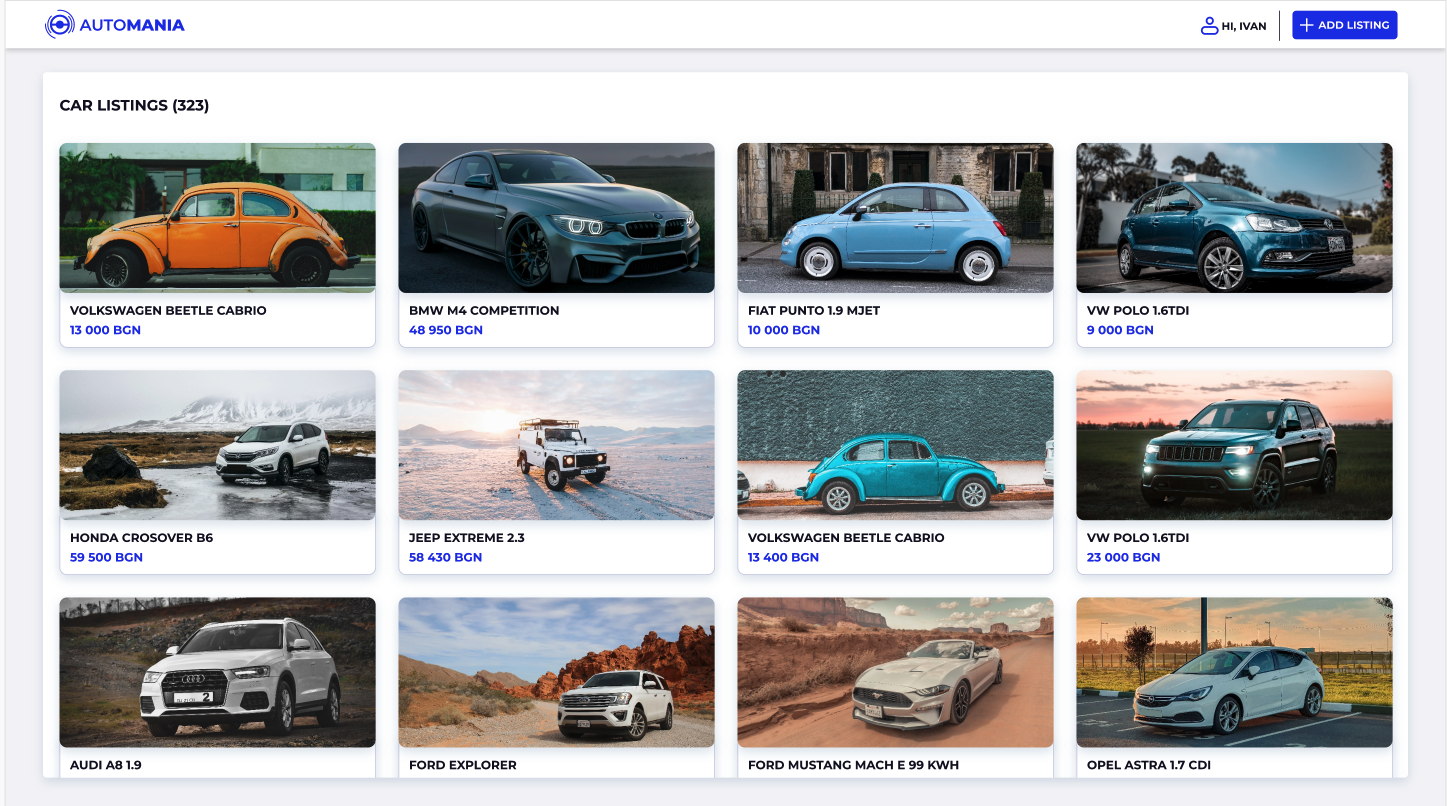 AUTOMANIA
HI, IVAN
ADD LISTING
CAR LISTINGS (323)
VOLKSWAGEN BEETLE CABRIO
13 000 BGN
BMW M4 COMPETITION
48 950 BGN
FIAT PUNTO 1.9 MJET
10 000 BGN
VW POLO 1.6TDI
9 000 BGN
HONDA CROSOVER B6
59 500 BGN
JEEP EXTREME 2.3
58 430 BGN
VOLKSWAGEN BEETLE CABRIO
13 400 BGN
VW POLO 1.6TDI
23 000 BGN
AUDI A8 1.9
FORD EXPLORER
FORD MUSTANG MACH E 99 KWH
OPEL ASTRA 1.7 CDI